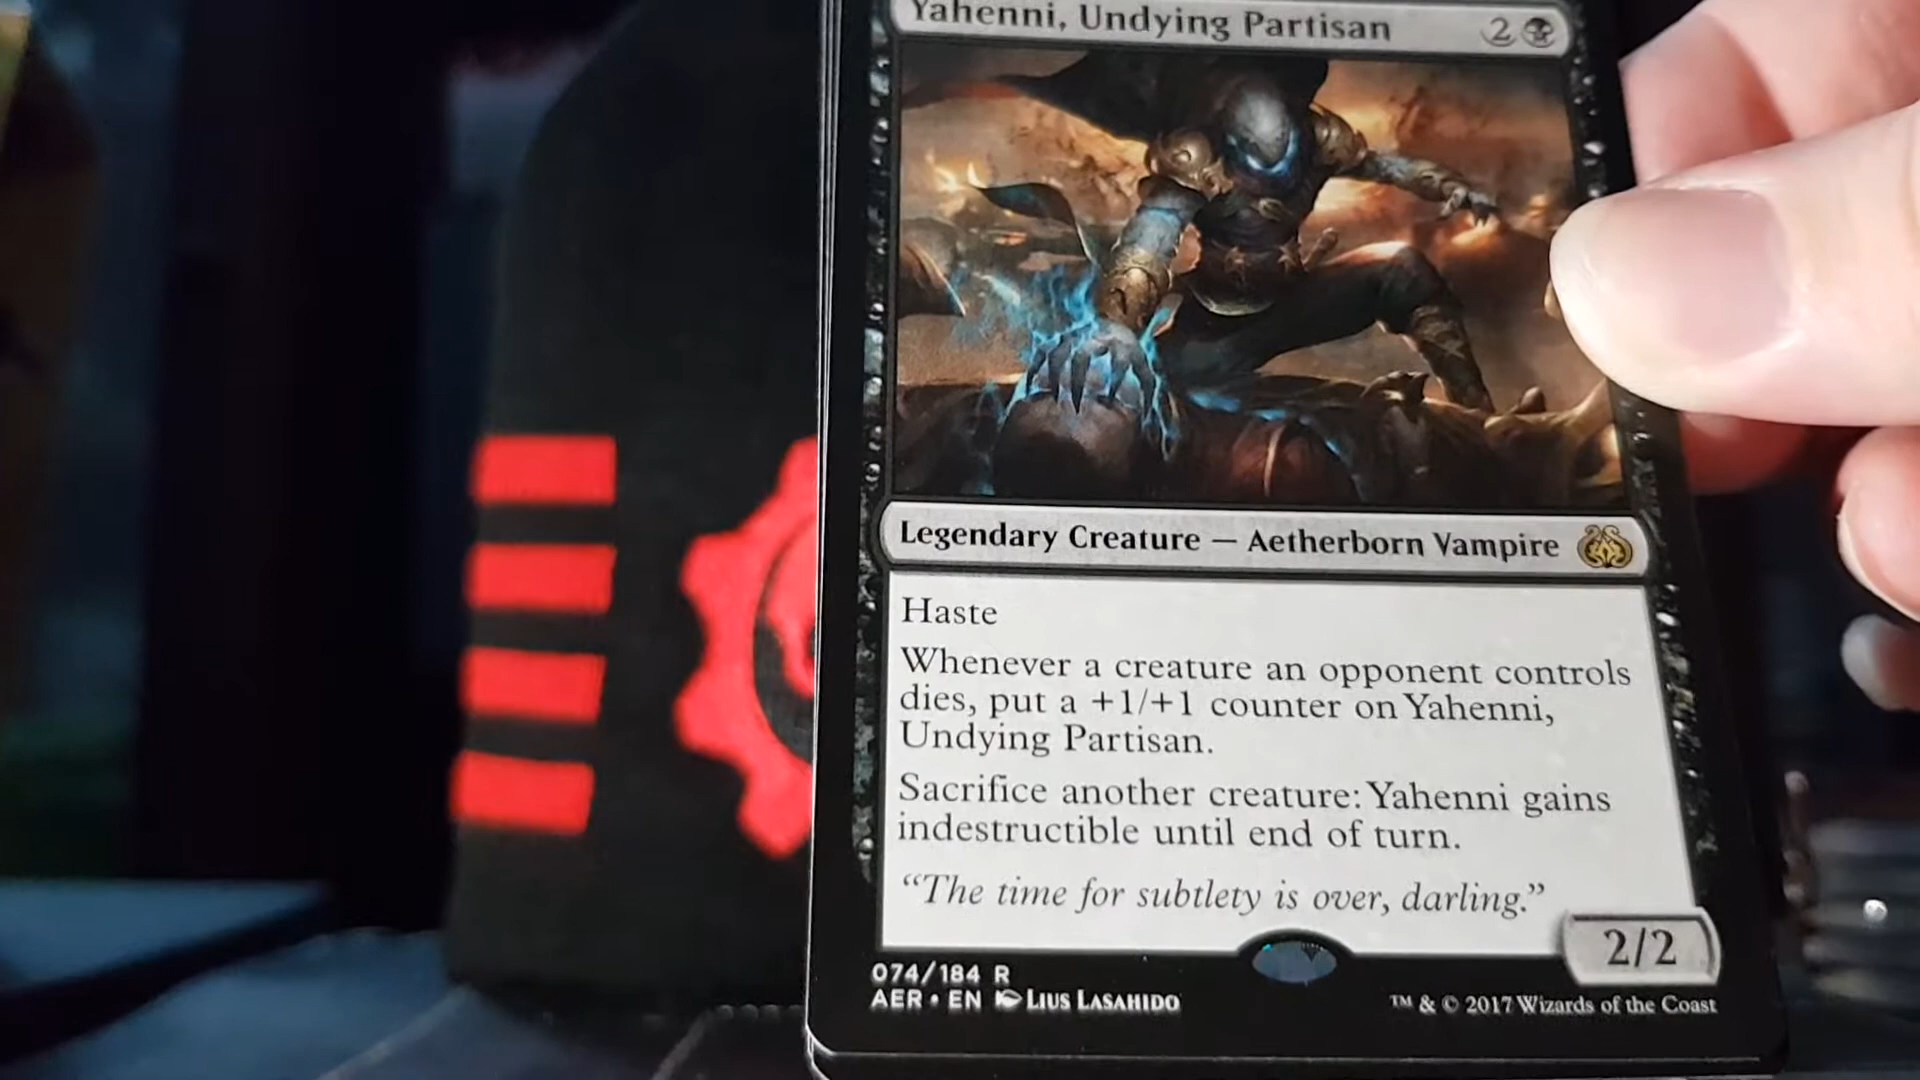 Yahenni, Undying Partisan 2
Legendary Creature — Aetherborn Vampire
Haste
Whenever a creature an opponent controls
dies, put a +1/+1 counter on Yahenni,
Undying Partisan.
Sacrifice another creature: Yahenni gains
indestructible until end of turn.
“The time for subtlety is over, darling.”
2/2
074/184 R
AER • EN LIUS LASAHIDO
™ & © 2017 Wizards of the Coast